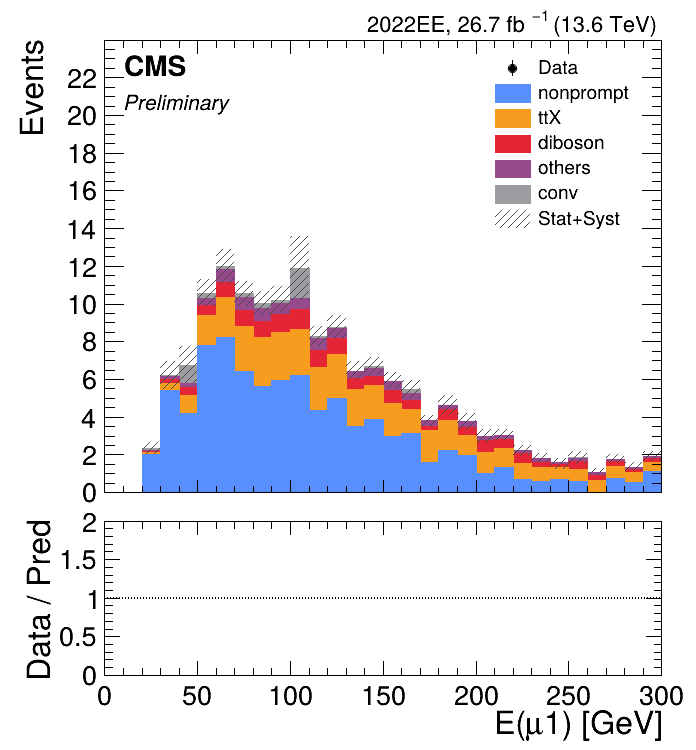 2022EE, 26.7 fb⁻¹ (13.6 TeV)
CMS
Preliminary
Events
Data
nonprompt
ttX
diboson
others
conv
Stat+Syst
22
20
18
16
14
12
10
8
6
4
2
0
Data / Pred
2
1.5
1
0.5
0
0 50 100 150 200 250 300
E(μ1) [GeV]